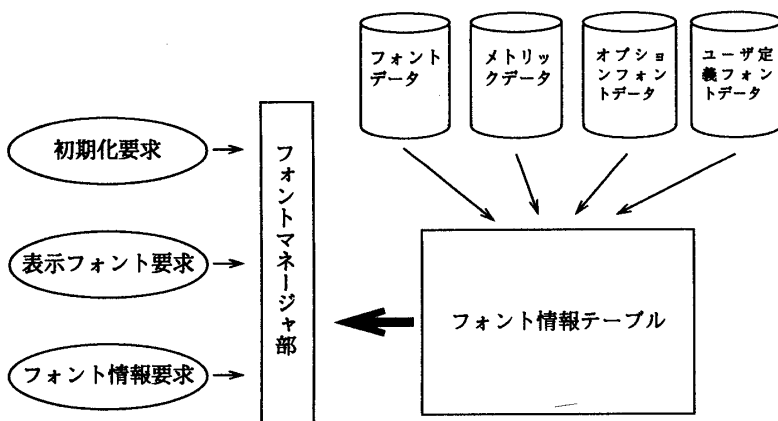 フォント
データ
メトリッ
クデータ
オプショ
ンフォン
トデータ
ユーザ定
義フォン
トデータ
初期化要求
表示フォント要求
フォント情報要求
フォントマネージャ部
フォント情報テーブル